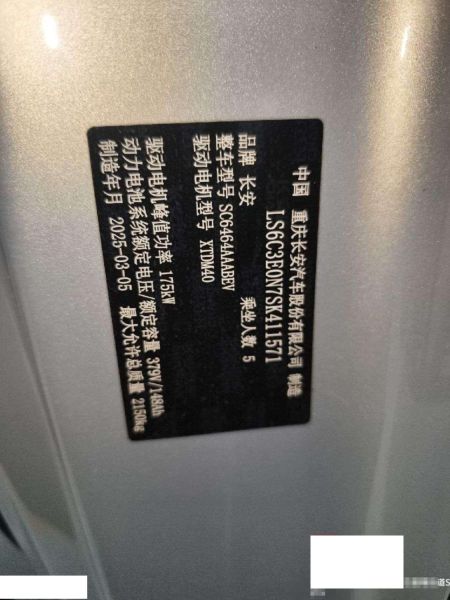 中国 重庆长安汽车股份有限公司 制造
LS6C3E0N7SK411571
品牌 长安 乘坐人数 5
整车型号 SC6464AAABEV
驱动电机型号 XTDM40
驱动电机峰值功率 175kW
动力电池系统额定电压/额定容量 379V/148Ah
制造年月 2025-03-05 最大允许总质量 2150kg
道S